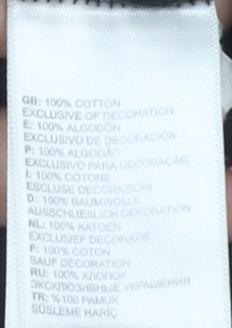 GB: 100% COTTON
EXCLUSIVE OF DECORATION
E: 100% ALGODÓN
EXCLUSIVO DE DECORACIÓN
P: 100% ALGODÃO
EXCLUSIVO PARA DECORAÇÃO
I: 100% COTONE
ESCLUSE DECORAZIONI
D: 100% BAUMWOLLE
AUSSCHLIEßLICH DEKORATION
NL: 100% KATOEN
EXCLUSIEF DECORATIE
F: 100% COTON
SAUF DÉCORATION
RU: 100% ХЛОПОК
ЭКСКЛЮЗИВНЫЕ УКРАШЕНИЯ
TR: %100 PAMUK
SÜSLEME HARİÇ